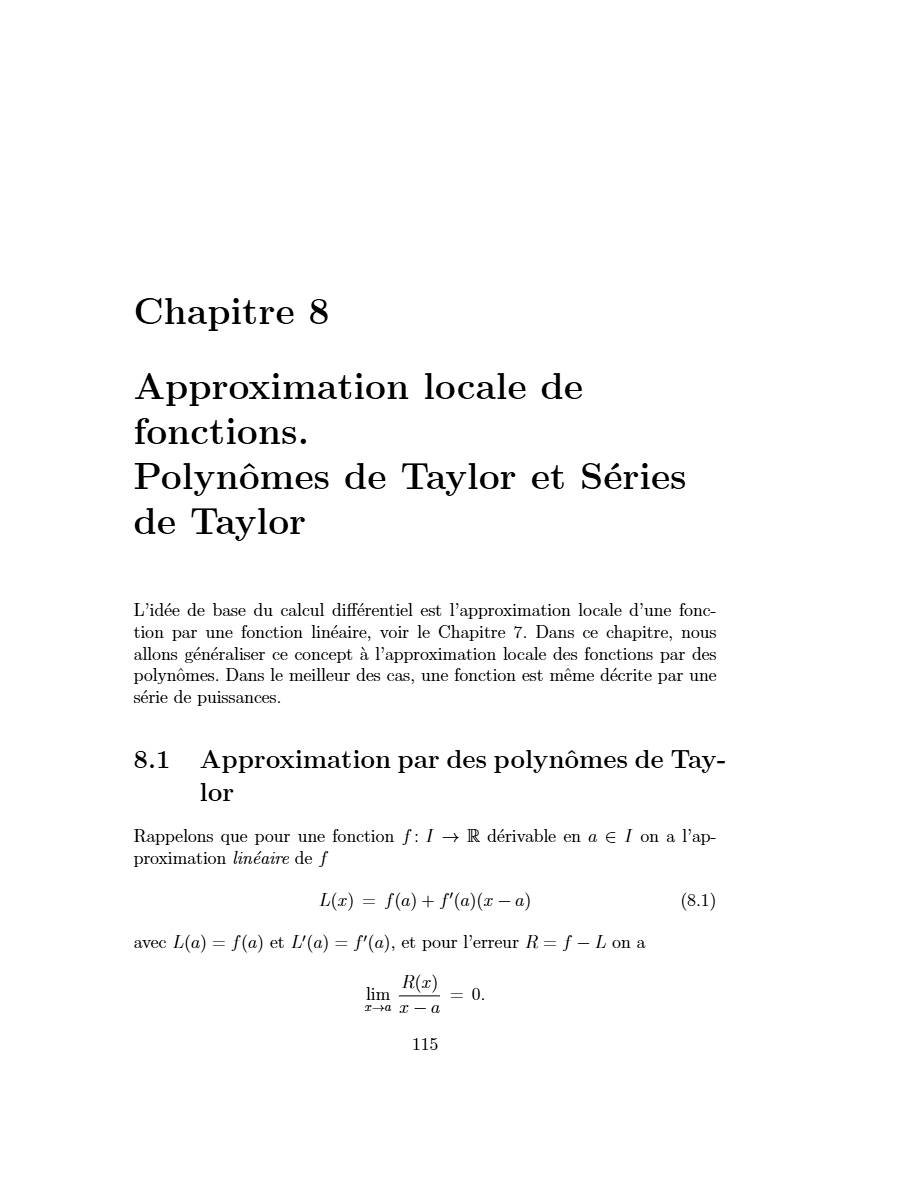 Chapitre 8
Approximation locale de
fonctions.
Polynômes de Taylor et Séries
de Taylor
L'idée de base du calcul différentiel est l'approximation locale d'une fonc-
tion par une fonction linéaire, voir le Chapitre 7. Dans ce chapitre, nous
allons généraliser ce concept à l'approximation locale des fonctions par des
polynômes. Dans le meilleur des cas, une fonction est même décrite par une
série de puissances.
8.1 Approximation par des polynômes de Tay-
lor
Rappelons que pour une fonction f : I → ℝ dérivable en a ∈ I on a l'ap-
proximation linéaire de f
L(x) = f(a) + f′(a)(x − a) (8.1)
avec L(a) = f(a) et L′(a) = f′(a), et pour l'erreur R = f − L on a
lim x→a R(x)/(x − a) = 0.
115